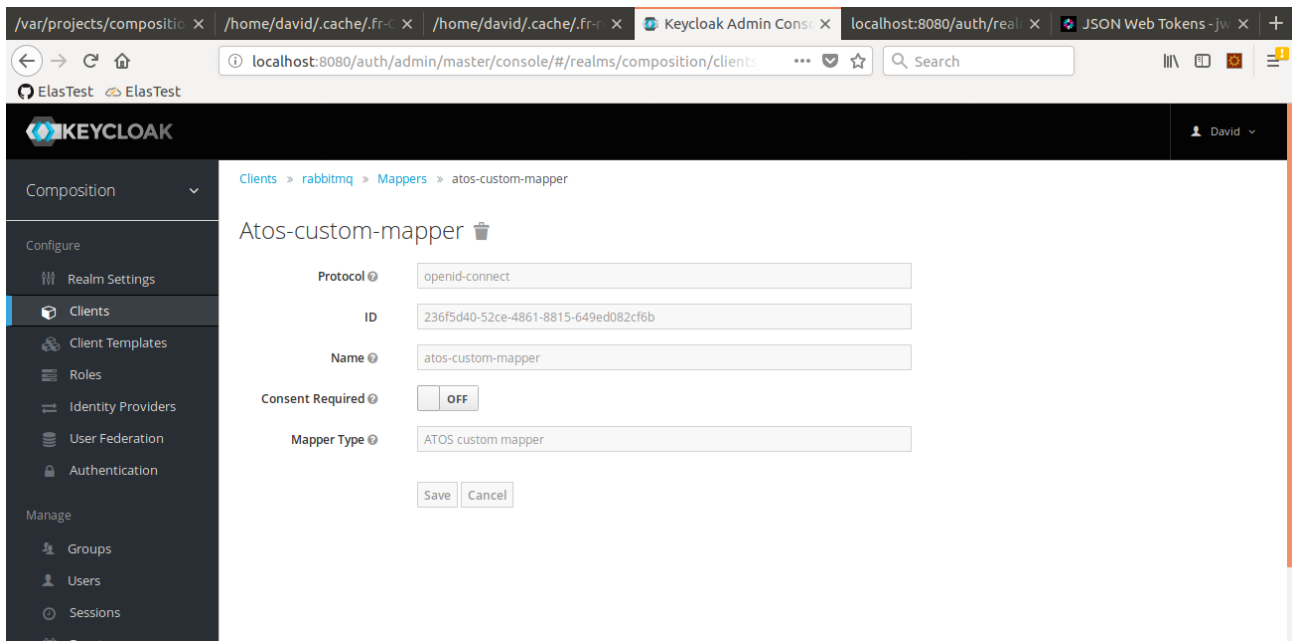 /var/projects/compositio /home/david/.cache/.fr- /home/david/.cache/.fr- Keycloak Admin Conso localhost:8080/auth/real JSON Web Tokens - jw
localhost:8080/auth/admin/master/console/#/realms/composition/clients Search
ElasTest ElasTest
KEYCLOAK David
Composition
Clients » rabbitmq » Mappers » atos-custom-mapper
Atos-custom-mapper
Configure
Realm Settings
Clients
Client Templates
Roles
Identity Providers
User Federation
Authentication
Manage
Groups
Users
Sessions
Protocol openid-connect
ID 236f5d40-52ce-4861-8815-649ed082cf6b
Name atos-custom-mapper
Consent Required OFF
Mapper Type ATOS custom mapper
Save Cancel